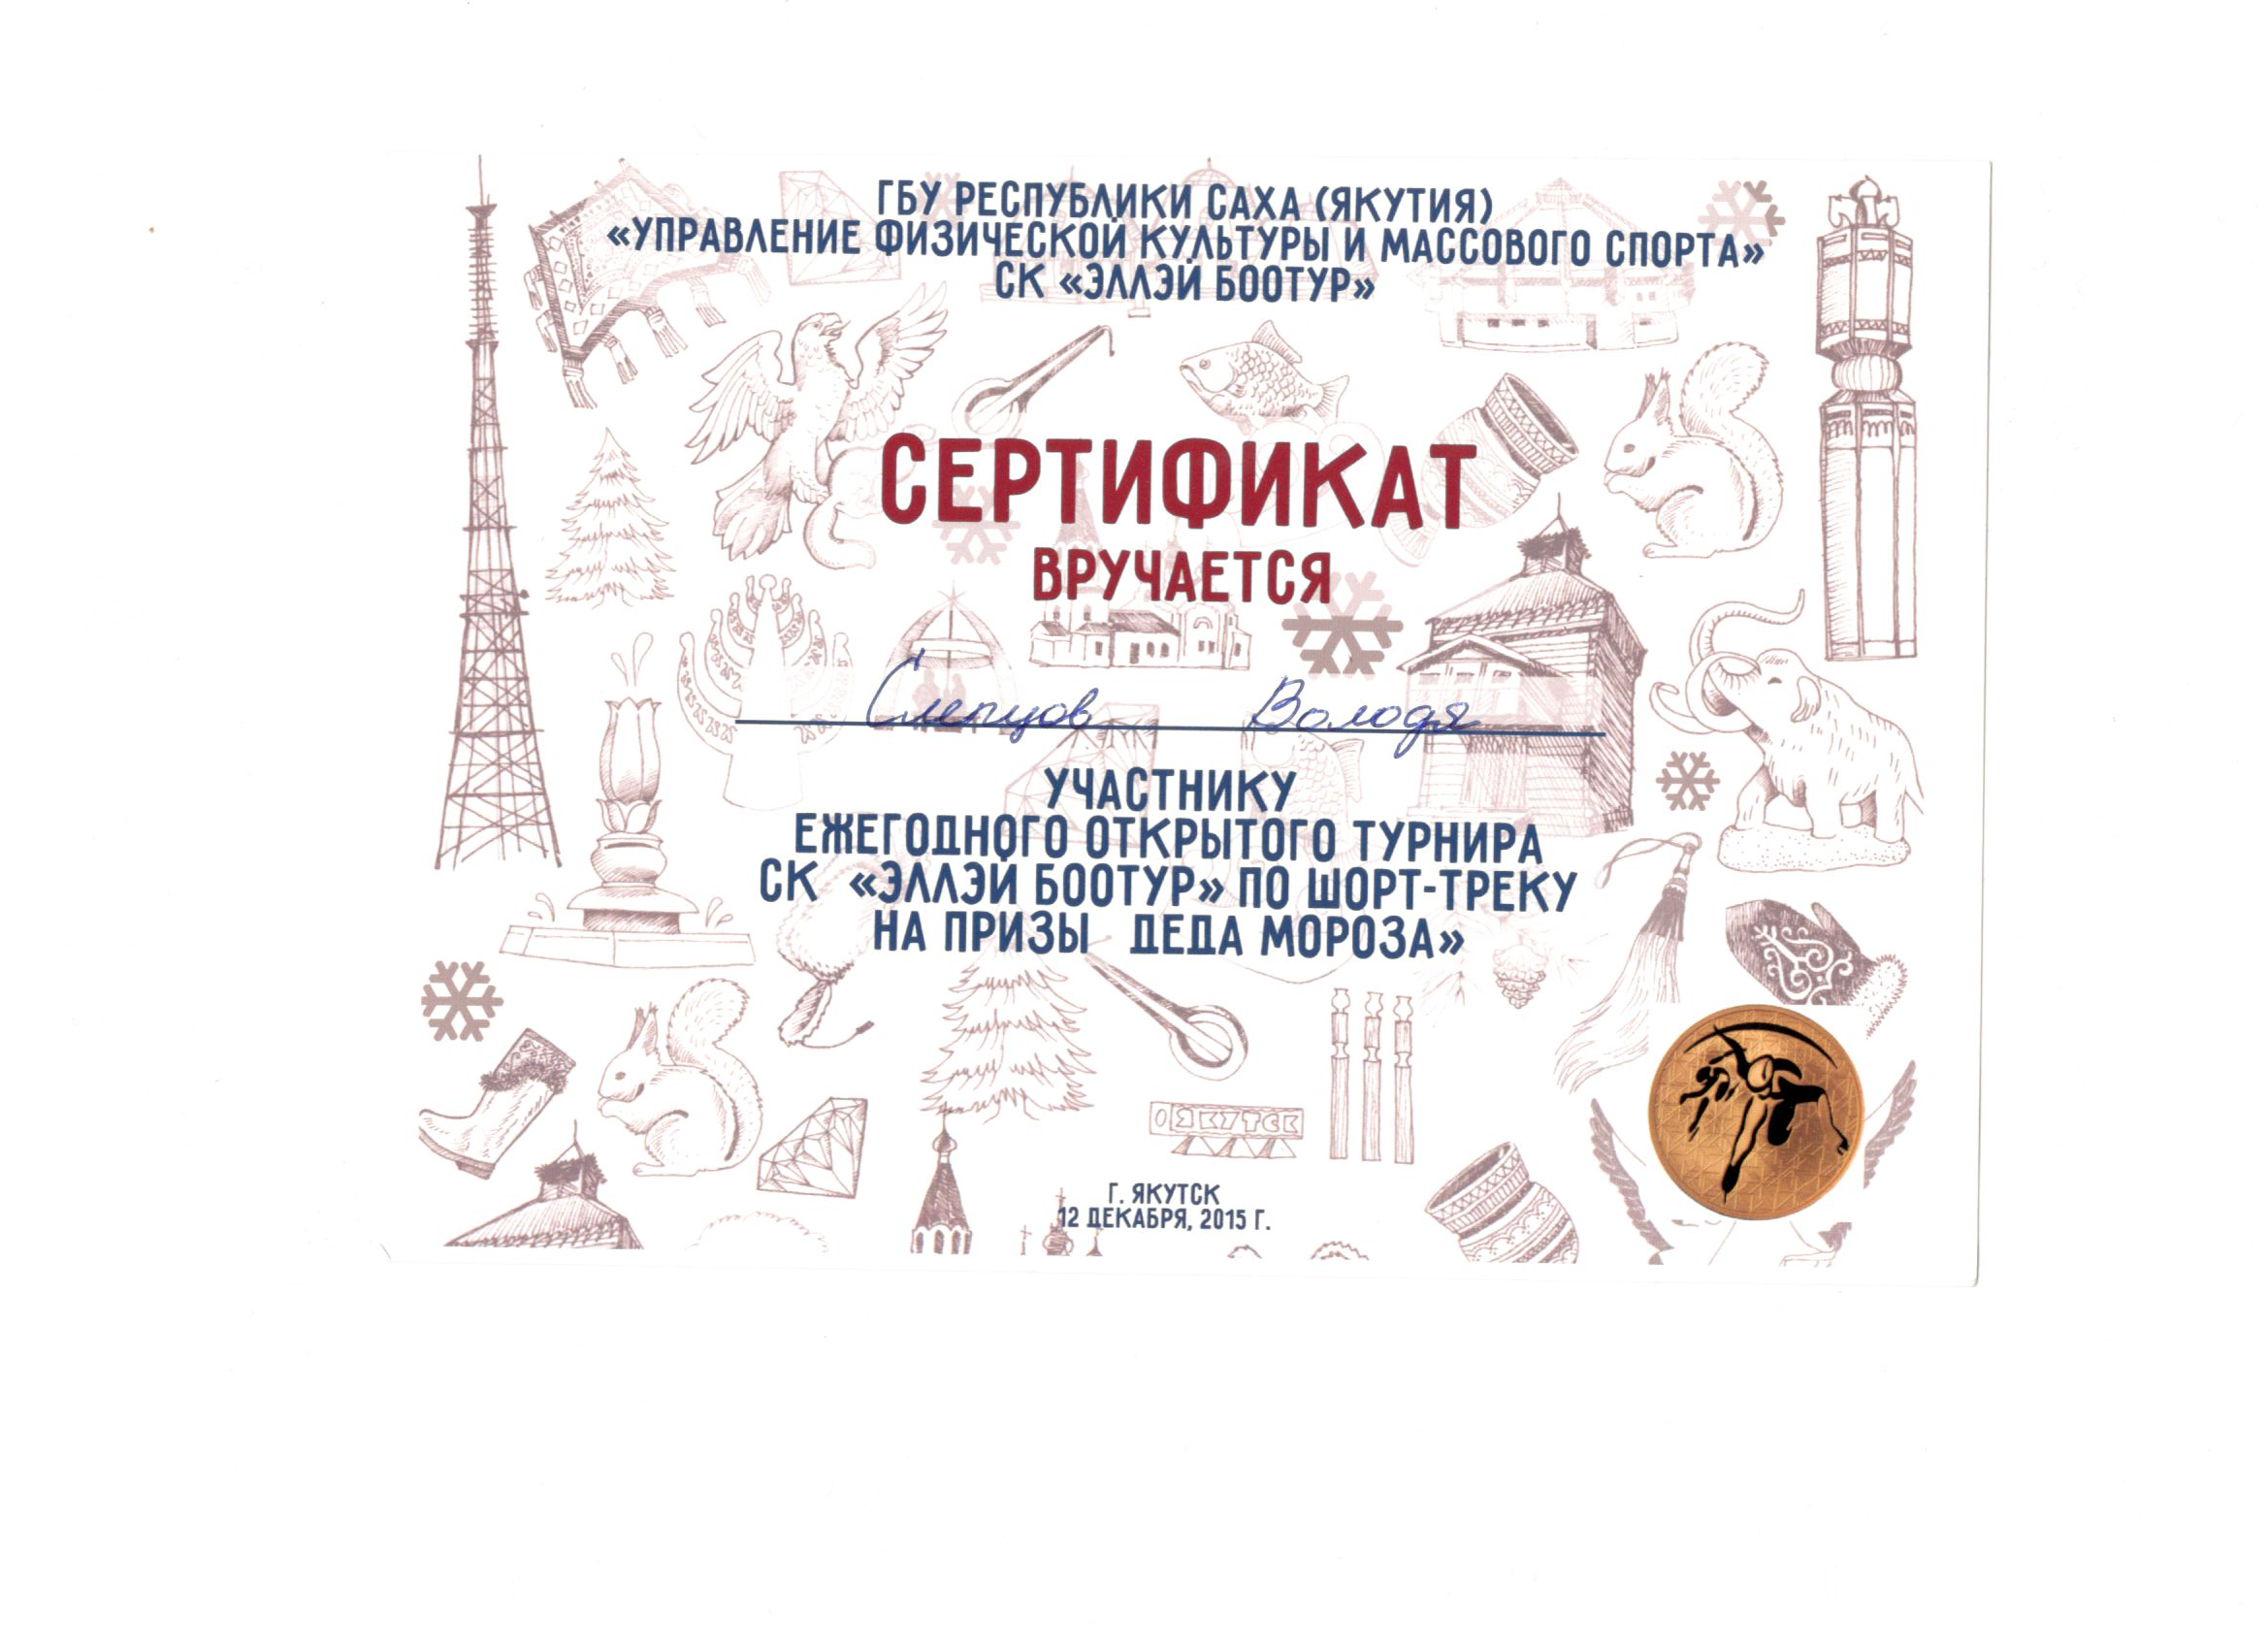 ГБУ РЕСПУБЛИКИ САХА (ЯКУТИЯ)
«УПРАВЛЕНИЕ ФИЗИЧЕСКОЙ КУЛЬТУРЫ И МАССОВОГО СПОРТА»
СК «ЭЛЛЭЙ БООТУР»
СЕРТИФИКАТ
ВРУЧАЕТСЯ
Слепцов Володя
УЧАСТНИКУ
ЕЖЕГОДНОГО ОТКРЫТОГО ТУРНИРА
СК «ЭЛЛЭЙ БООТУР» ПО ШОРТ-ТРЕКУ
НА ПРИЗЫ ДЕДА МОРОЗА»
ЯКУТСК
Г. ЯКУТСК
12 ДЕКАБРЯ, 2015 Г.